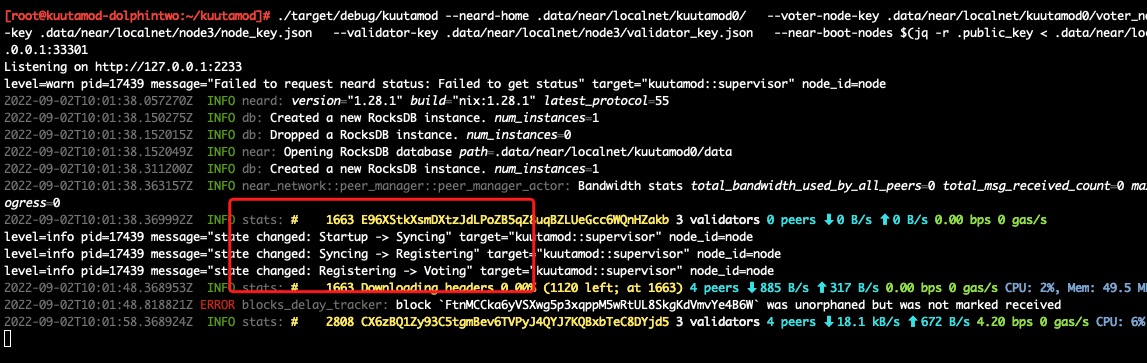 [root@kuutamod-dolphintwo:~/kuutamod]# ./target/debug/kuutamod --neard-home .data/near/localnet/kuutamod0/   --voter-node-key .data/near/localnet/kuutamod0/voter_no
-key .data/near/localnet/node3/node_key.json   --validator-key .data/near/localnet/node3/validator_key.json   --near-boot-nodes $(jq -r .public_key < .data/near/loc
.0.0.1:33301
Listening on http://127.0.0.1:2233
level=warn pid=17439 message="Failed to request neard status: Failed to get status" target="kuutamod::supervisor" node_id=node
2022-09-02T10:01:38.057270Z  INFO neard: version="1.28.1" build="nix:1.28.1" latest_protocol=55
2022-09-02T10:01:38.150275Z  INFO db: Created a new RocksDB instance. num_instances=1
2022-09-02T10:01:38.152015Z  INFO db: Dropped a RocksDB instance. num_instances=0
2022-09-02T10:01:38.152049Z  INFO near: Opening RocksDB database path=.data/near/localnet/kuutamod0/data
2022-09-02T10:01:38.311200Z  INFO db: Created a new RocksDB instance. num_instances=1
2022-09-02T10:01:38.363157Z  INFO near_network::peer_manager::peer_manager_actor: Bandwidth stats total_bandwidth_used_by_all_peers=0 total_msg_received_count=0 max
ogress=0
2022-09-02T10:01:38.369992Z  INFO stats: #    1663 E96XStkXsmDXtzJdLPoZB5qZ8uqBZLUeGcc6WQnHZakb 3 validators 0 peers ⬇ 0 B/s ⬆ 0 B/s 0.00 bps 0 gas/s
level=info pid=17439 message="state changed: Startup -> Syncing" target="kuutamod::supervisor" node_id=node
level=info pid=17439 message="state changed: Syncing -> Registering" target="kuutamod::supervisor" node_id=node
level=info pid=17439 message="state changed: Registering -> Voting" target="kuutamod::supervisor" node_id=node
2022-09-02T10:01:48.368953Z  INFO stats: #    1663 Downloading headers 0.00% (1120 left; at 1663) 4 peers ⬇ 885 B/s ⬆ 317 B/s 0.00 bps 0 gas/s CPU: 2%, Mem: 49.5 M
2022-09-02T10:01:48.818821Z ERROR blocks_delay_tracker: block `FtnMCCka6yVSXwg5p3xqppM5wRtUL8SkgKdVmvYe4B6W` was unorphaned but was not marked received
2022-09-02T10:01:58.368924Z  INFO stats: #    2808 CX6zBQ1Zy93C5tgmBev6TVPyJ4QYJ7KQBxbTeC8DYjd5 3 validators 4 peers ⬇ 18.1 kB/s ⬆ 672 B/s 4.20 bps 0 gas/s CPU: 6%